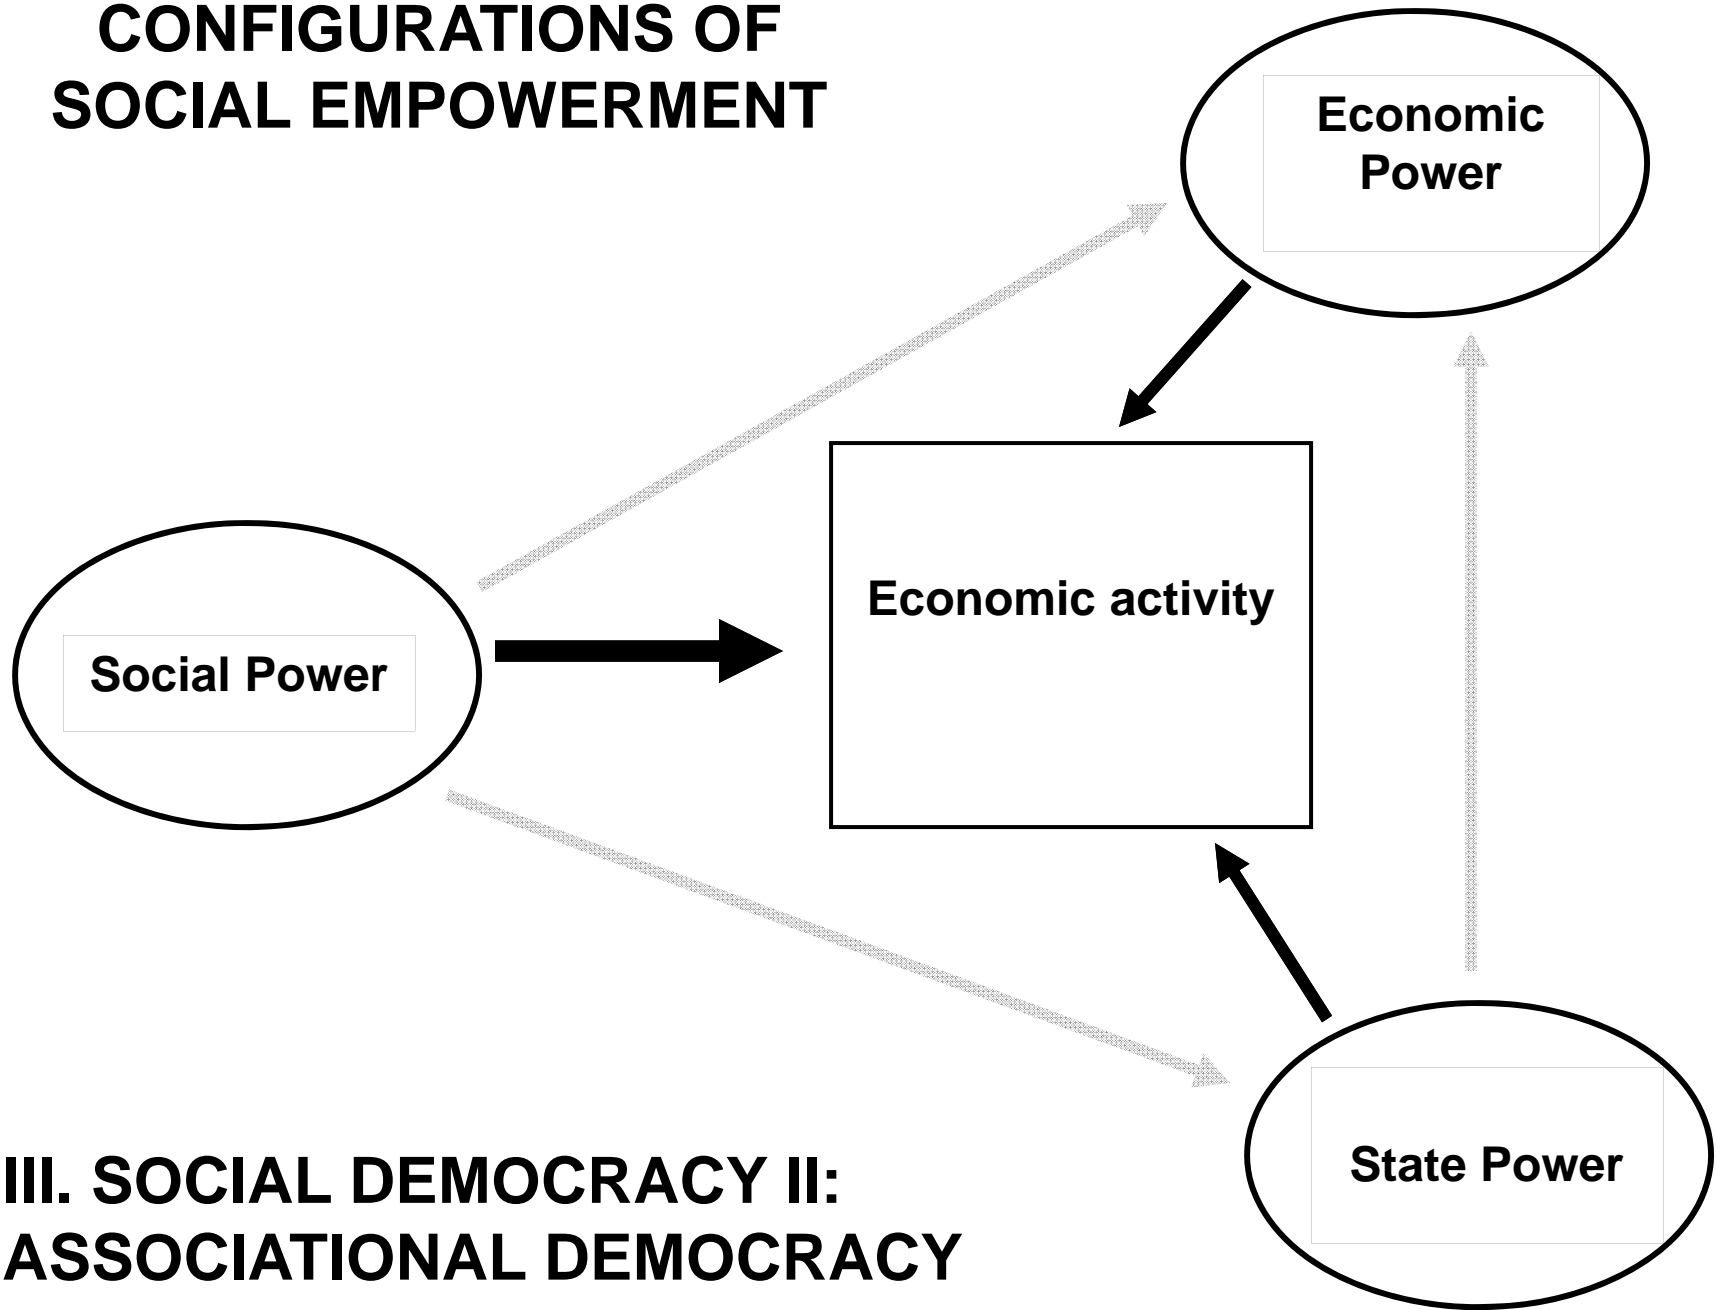 CONFIGURATIONS OF
SOCIAL EMPOWERMENT
Economic
Power
Economic activity
Social Power
State Power
III. SOCIAL DEMOCRACY II:
ASSOCIATIONAL DEMOCRACY